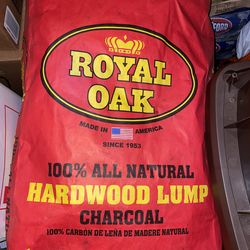 ROYAL
OAK
MADE IN AMERICA
SINCE 1953
100% ALL NATURAL
HARDWOOD LUMP
CHARCOAL
100% CARBÓN DE LEÑA DE MADERE NATURAL